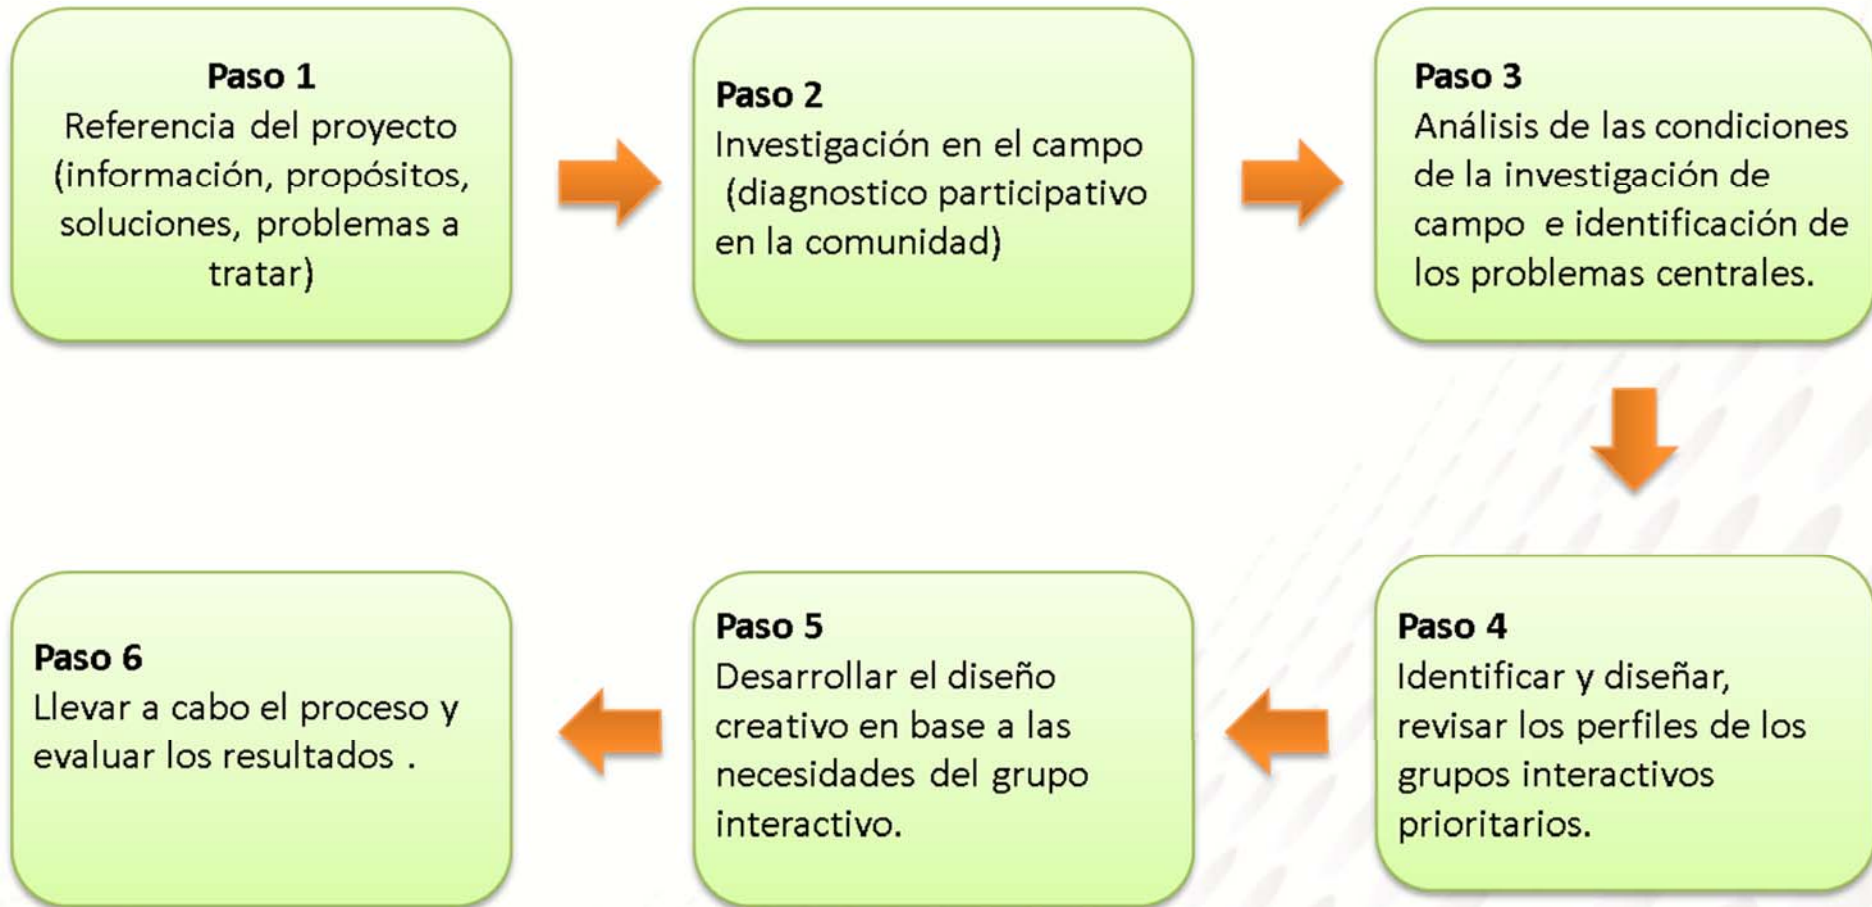 Paso 1
Referencia del proyecto
(información, propósitos,
soluciones, problemas a
tratar)
Paso 2
Investigación en el campo
(diagnostico participativo
en la comunidad)
Paso 3
Análisis de las condiciones
de la investigación de
campo e identificación de
los problemas centrales.
Paso 4
Identificar y diseñar,
revisar los perfiles de los
grupos interactivos
prioritarios.
Paso 5
Desarrollar el diseño
creativo en base a las
necesidades del grupo
interactivo.
Paso 6
Llevar a cabo el proceso y
evaluar los resultados .